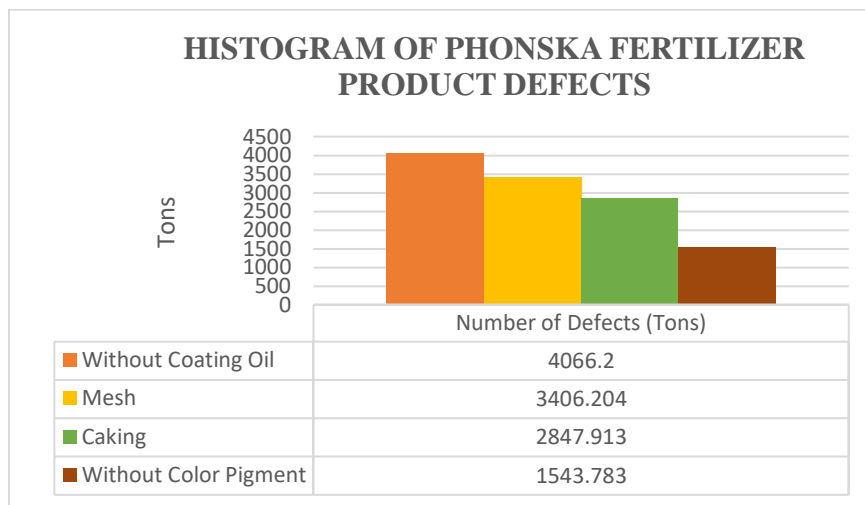 HISTOGRAM OF PHONSKA FERTILIZER
PRODUCT DEFECTS
Tons
4500
4000
3500
3000
2500
2000
1500
1000
500
0
Number of Defects (Tons)
Without Coating Oil 4066.2
Mesh 3406.204
Caking 2847.913
Without Color Pigment 1543.783